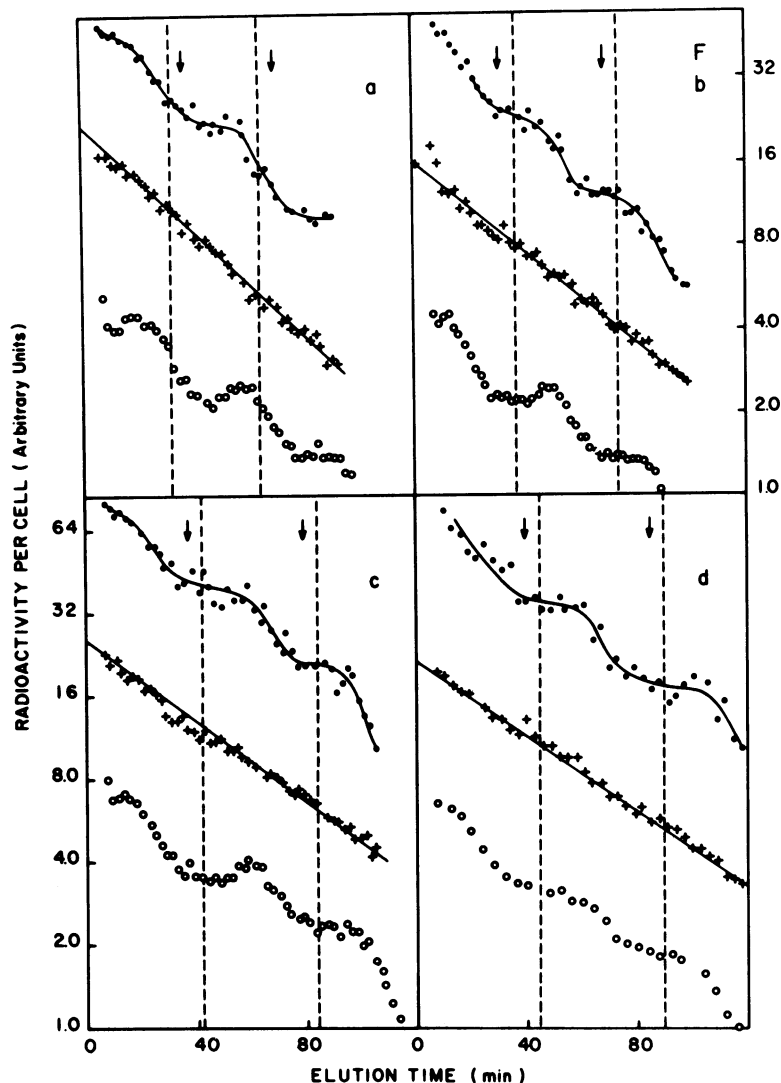 a
F
b
32
16
8.0
4.0
2.0
1.0
RADIOACTIVITY PER CELL (Arbitrary Units)
c
d
64
32
16
8.0
4.0
2.0
1.0
0 40 80 0 40 80
ELUTION TIME (min)